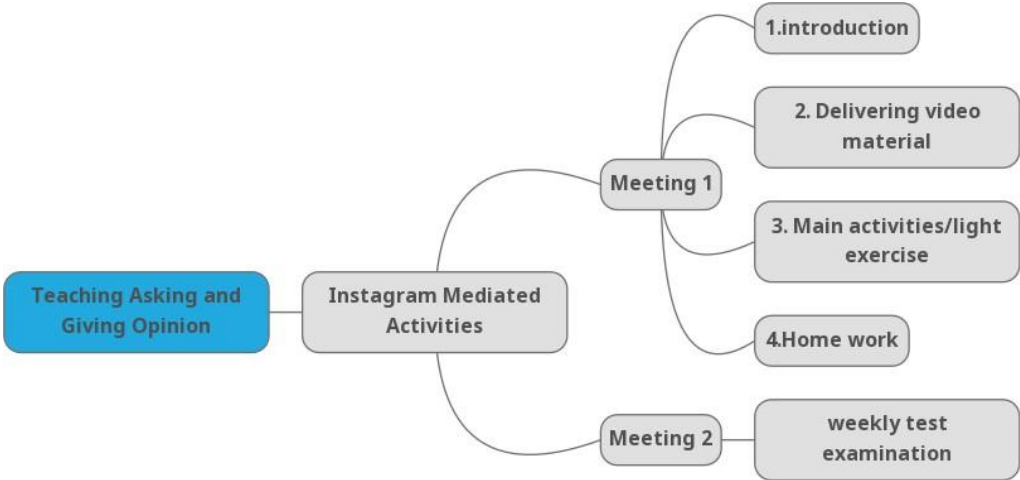 Teaching Asking and
Giving Opinion
Instagram Mediated
Activities
Meeting 1
1.introduction
2. Delivering video
material
3. Main activities/light
exercise
4.Home work
Meeting 2
weekly test
examination